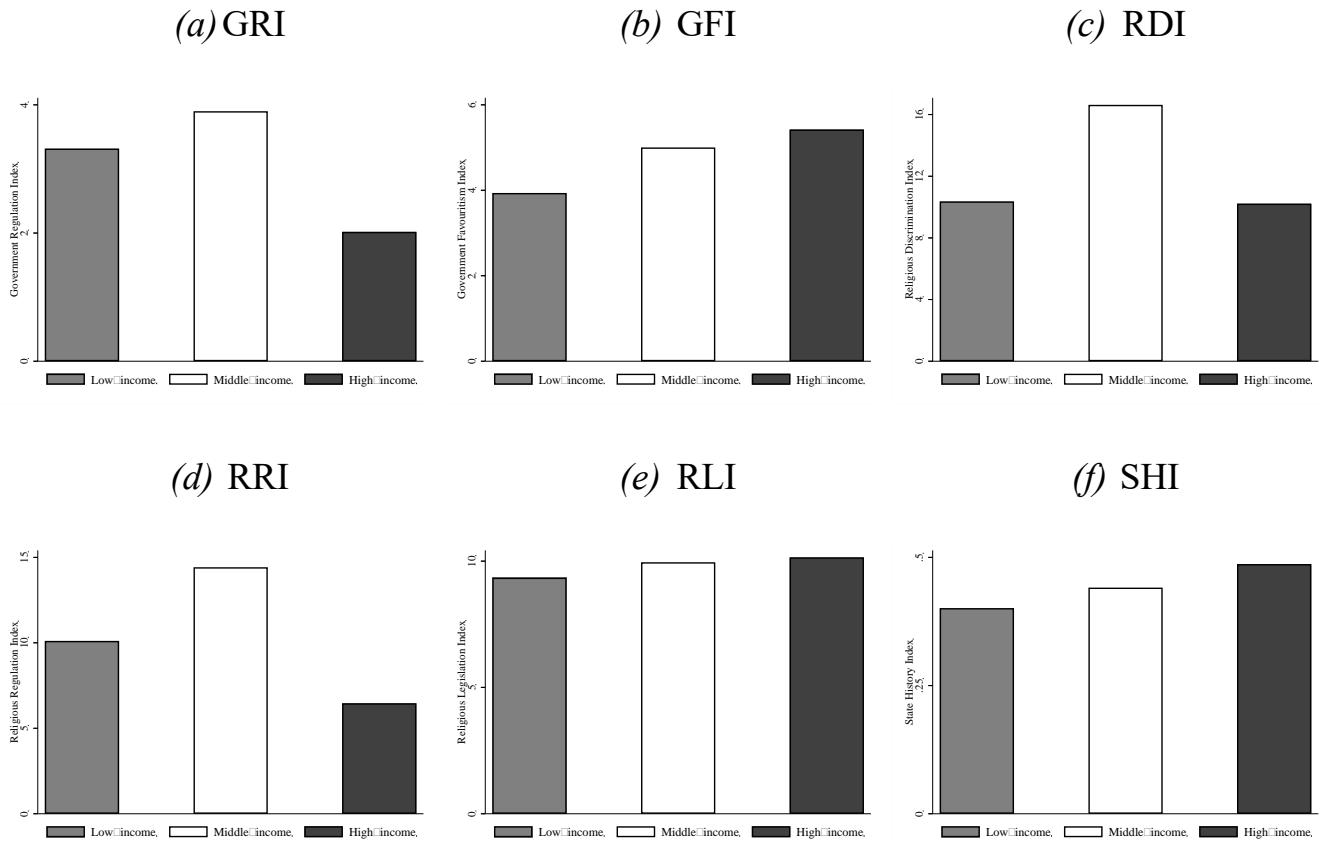 (a) GRI
(b) GFI
(c) RDI
Government Regulation Index
0. 2. 4.
Low□income. Middle□income. High□income.
Government Favouritism Index
0. 2. 4. 6.
Low□income. Middle□income. High□income.
Religious Discrimination Index
0. 4. 8. 12. 16.
Low□income. Middle□income. High□income.
(d) RRI
(e) RLI
(f) SHI
Religious Regulation Index
0. 5. 10. 15.
Low□income. Middle□income. High□income.
Religious Legislation Index
0. 5. 10.
Low□income. Middle□income. High□income.
State History Index
0. .25. .5.
Low□income. Middle□income. High□income.